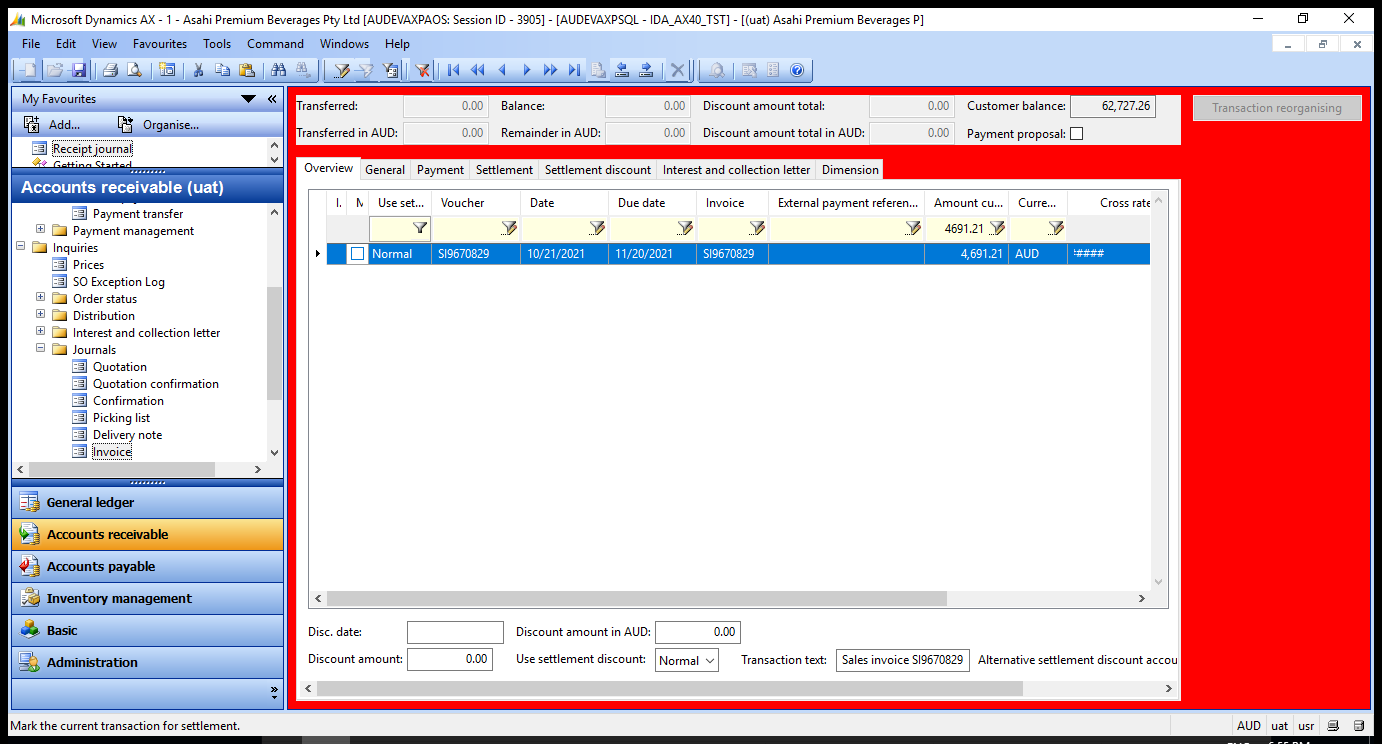 Microsoft Dynamics AX - 1 - Asahi Premium Beverages Pty Ltd [AUDEVAXPAOS: Session ID - 3905] - [AUDEVAXPSQL - IDA_AX40_TST] - [(uat) Asahi Premium Beverages P]
File Edit View Favourites Tools Command Windows Help
My Favourites
Add... Organise...
Receipt journal
Getting Started
Accounts receivable (uat)
Payment transfer
Payment management
Inquiries
Prices
SO Exception Log
Order status
Distribution
Interest and collection letter
Journals
Quotation
Quotation confirmation
Confirmation
Picking list
Delivery note
Invoice
General ledger
Accounts receivable
Accounts payable
Inventory management
Basic
Administration
Transferred: 0.00 Balance: 0.00 Discount amount total: 0.00 Customer balance: 62,727.26 Transaction reorganising
Transferred in AUD: 0.00 Remainder in AUD: 0.00 Discount amount total in AUD: 0.00 Payment proposal:
Overview General Payment Settlement Settlement discount Interest and collection letter Dimension
I. M Use set... Voucher Date Due date Invoice External payment referen... Amount cu... Curre... Cross rate
4691.21
Normal SI9670829 10/21/2021 11/20/2021 SI9670829 4,691.21 AUD ####
Disc. date: Discount amount in AUD: 0.00
Discount amount: 0.00 Use settlement discount: Normal Transaction text: Sales invoice SI9670829 Alternative settlement discount accou
Mark the current transaction for settlement. AUD uat usr